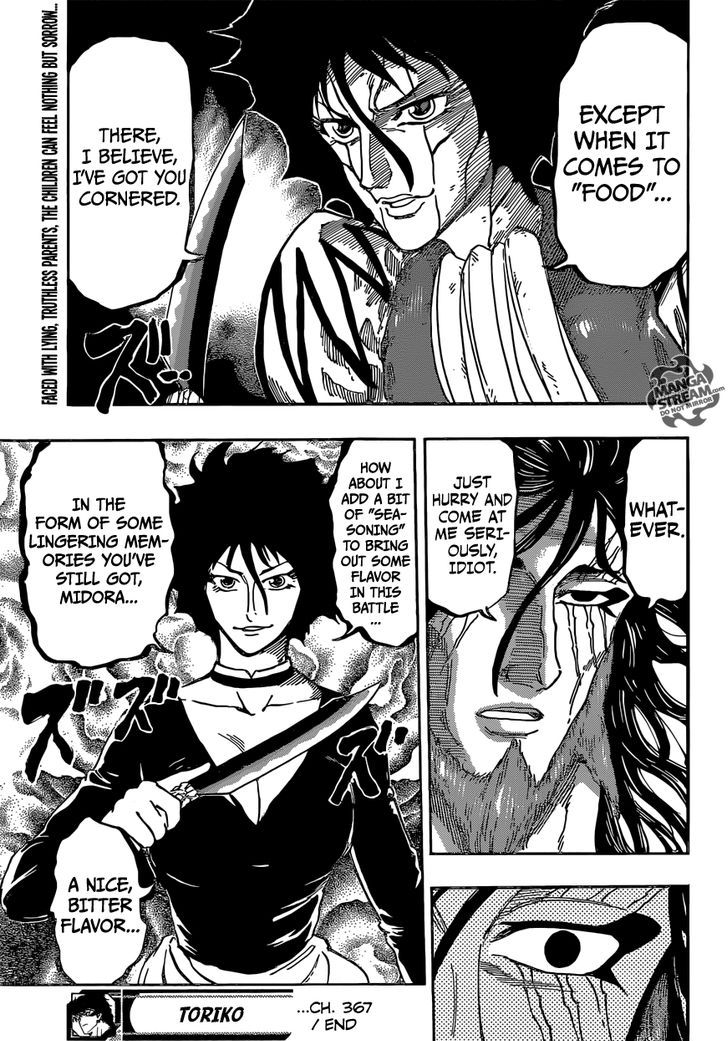 FACED WITH LYING, TRUTHLESS PARENTS, THE CHILDREN CAN FEEL NOTHING BUT SORROW...
EXCEPT
WHEN IT
COMES TO
"FOOD"...
THERE,
I BELIEVE,
I'VE GOT YOU
CORNERED.
ズ
MANGA
STREAM.com
DO NOT MIRROR
WHAT-
EVER.
JUST
HURRY AND
COME AT
ME SERI-
OUSLY,
IDIOT.
HOW
ABOUT I
ADD A BIT
OF "SEA-
SONING"
TO BRING
OUT SOME
FLAVOR
IN THIS
BATTLE
...
IN THE
FORM OF SOME
LINGERING MEM-
ORIES YOU'VE
STILL GOT,
MIDORA...
ズズ
ズ
A NICE,
BITTER
FLAVOR...
TORIKO
...CH. 367
/ END